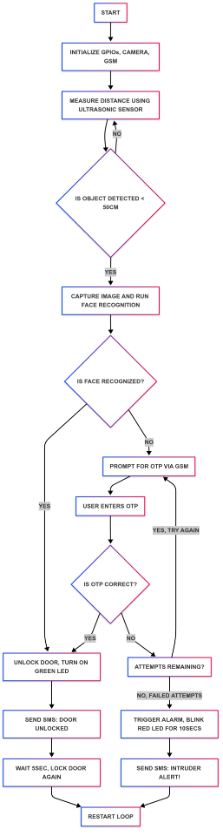 START
INITIALIZE GPIOs, CAMERA,
GSM
MEASURE DISTANCE USING
ULTRASONIC SENSOR
NO
IS OBJECT DETECTED <
50CM
YES
CAPTURE IMAGE AND RUN
FACE RECOGNITION
IS FACE RECOGNIZED?
NO
PROMPT FOR OTP VIA GSM
YES
USER ENTERS OTP
YES, TRY AGAIN
IS OTP CORRECT?
YES
NO
UNLOCK DOOR, TURN ON
GREEN LED
ATTEMPTS REMAINING?
NO, FAILED ATTEMPTS
SEND SMS: DOOR
UNLOCKED
TRIGGER ALARM, BLINK
RED LED FOR 10SECS
WAIT 5SEC, LOCK DOOR
AGAIN
SEND SMS: INTRUDER
ALERT!
RESTART LOOP